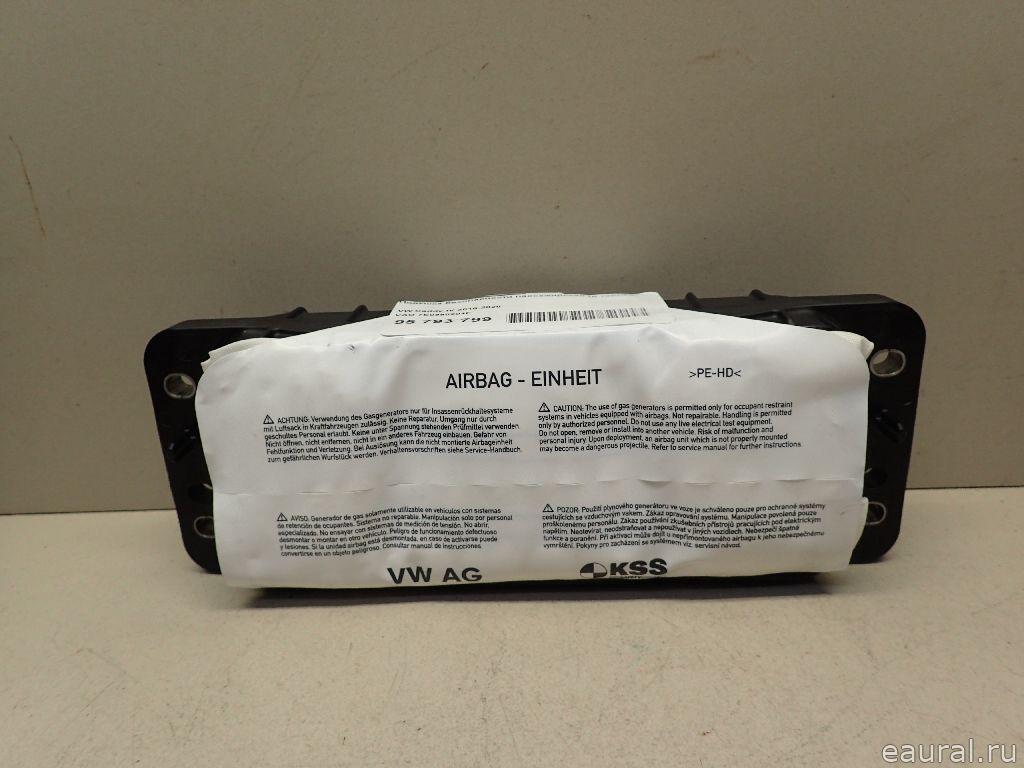 95 793 799
AIRBAG - EINHEIT
>PE-HD<
ACHTUNG: Verwendung des Gasgenerators nur für Insassenrückhaltesysteme
mit Luftsack in Kraftfahrzeugen zulässig. Keine Reparatur. Umgang nur durch
geschultes Personal erlaubt. Keine unter Spannung stehenden Prüfmittel verwenden.
Nicht öffnen, nicht entfernen, nicht in ein anderes Fahrzeug einbauen. Gefahr von
Fehlfunktion und Verletzung. Bei Auslösung kann die nicht montierte Airbageinheit
zum gefährlichen Wurfstück werden. Verhaltensvorschriften siehe Service-Handbuch.
CAUTION: The use of gas generators is permitted only for occupant restraint
systems in vehicles equipped with airbags. Not repairable. Handling is permitted
only by authorized personnel. Do not use any live electrical test equipment.
Do not open, remove or install into another vehicle. Risk of malfunction and
personal injury. Upon deployment, an airbag unit which is not properly mounted
may become a dangerous projectile. Refer to service manual for further instructions.
AVISO: Generador de gas solamente utilizable en vehículos con sistemas
de retención de ocupantes. Sistema no reparable. Manipulación solo por personal
especializado. No ensayar con sistemas de medición de tensión. No abrir,
desmontar o montar en otro vehículo. Peligro de funcionamiento defectuoso
y lesiones. Si la unidad airbag está desmontada, en caso de activarse puede
convertirse en un objeto peligroso. Consultar manual de instrucciones
POZOR: Použití plynového generátoru ve voze je schváleno pouze pro ochranné systémy
cestujících se vzduchovým vakem. Zákaz opravování systému. Manipulace povolená pouze
proškolenému personálu. Zákaz používání zkušebních přístrojů pracujících pod elektrickým
napětím. Neotevírat, neodstraňovat a nepoužívat v jiných vozidlech. Nebezpečí špatné
funkce a poranění. Při aktivaci může dojít u nepřimontovaného airbagu k jeho nebezpečnému
vymrštění. Pokyny pro zacházení se systémem viz. servisní návod.
VW AG
KSS
eaural.ru